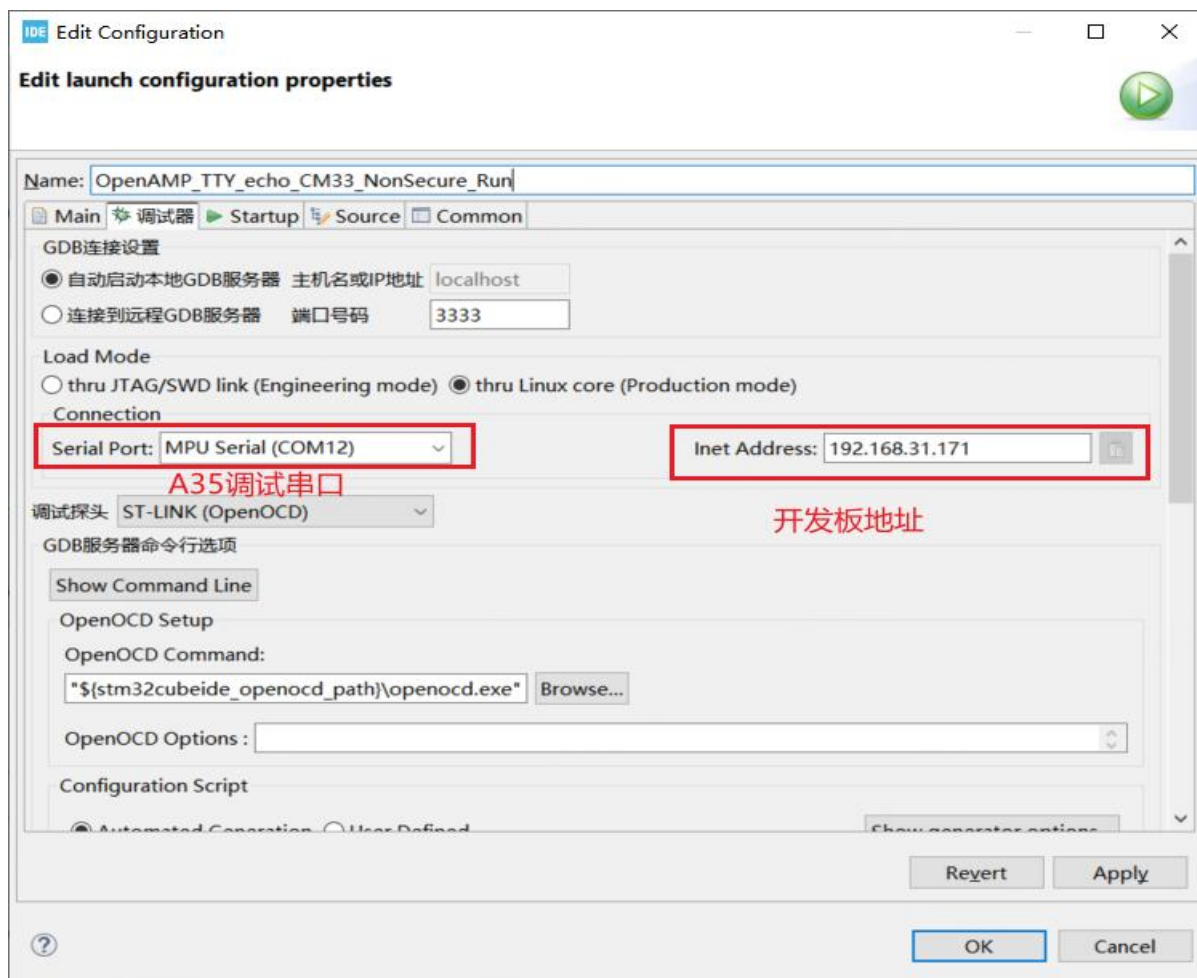 IDE Edit Configuration
Edit launch configuration properties
Name: OpenAMP_TTY_echo_CM33_NonSecure_Run
Main 调试器 Startup Source Common
GDB连接设置
自动启动本地GDB服务器 主机名或IP地址 localhost
连接到远程GDB服务器 端口号码 3333
Load Mode
thru JTAG/SWD link (Engineering mode) thru Linux core (Production mode)
Connection
Serial Port: MPU Serial (COM12) Inet Address: 192.168.31.171
A35调试串口
调试探头 ST-LINK (OpenOCD)
开发板地址
GDB服务器命令行选项
Show Command Line
OpenOCD Setup
OpenOCD Command:
"${stm32cubeide_openocd_path}\openocd.exe" Browse...
OpenOCD Options :
Configuration Script
Automated Generation User Defined Show generator options...
Revert Apply
? OK Cancel